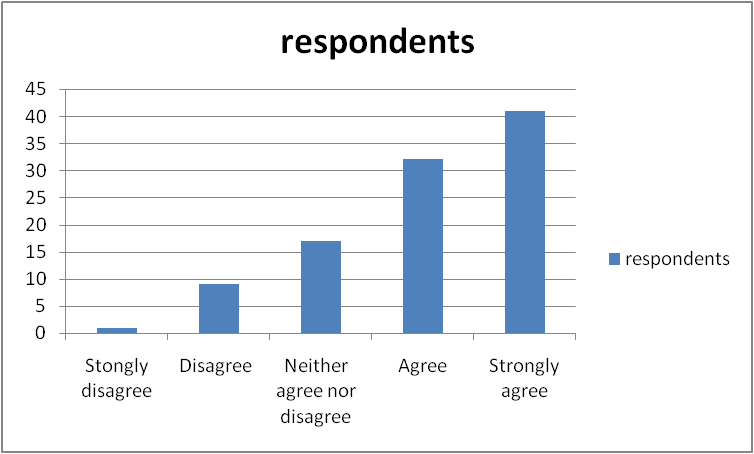 respondents
45
40
35
30
25
20
15
10
5
0
Stongly
disagree
Disagree
Neither
agree nor
disagree
Agree
Strongly
agree
respondents